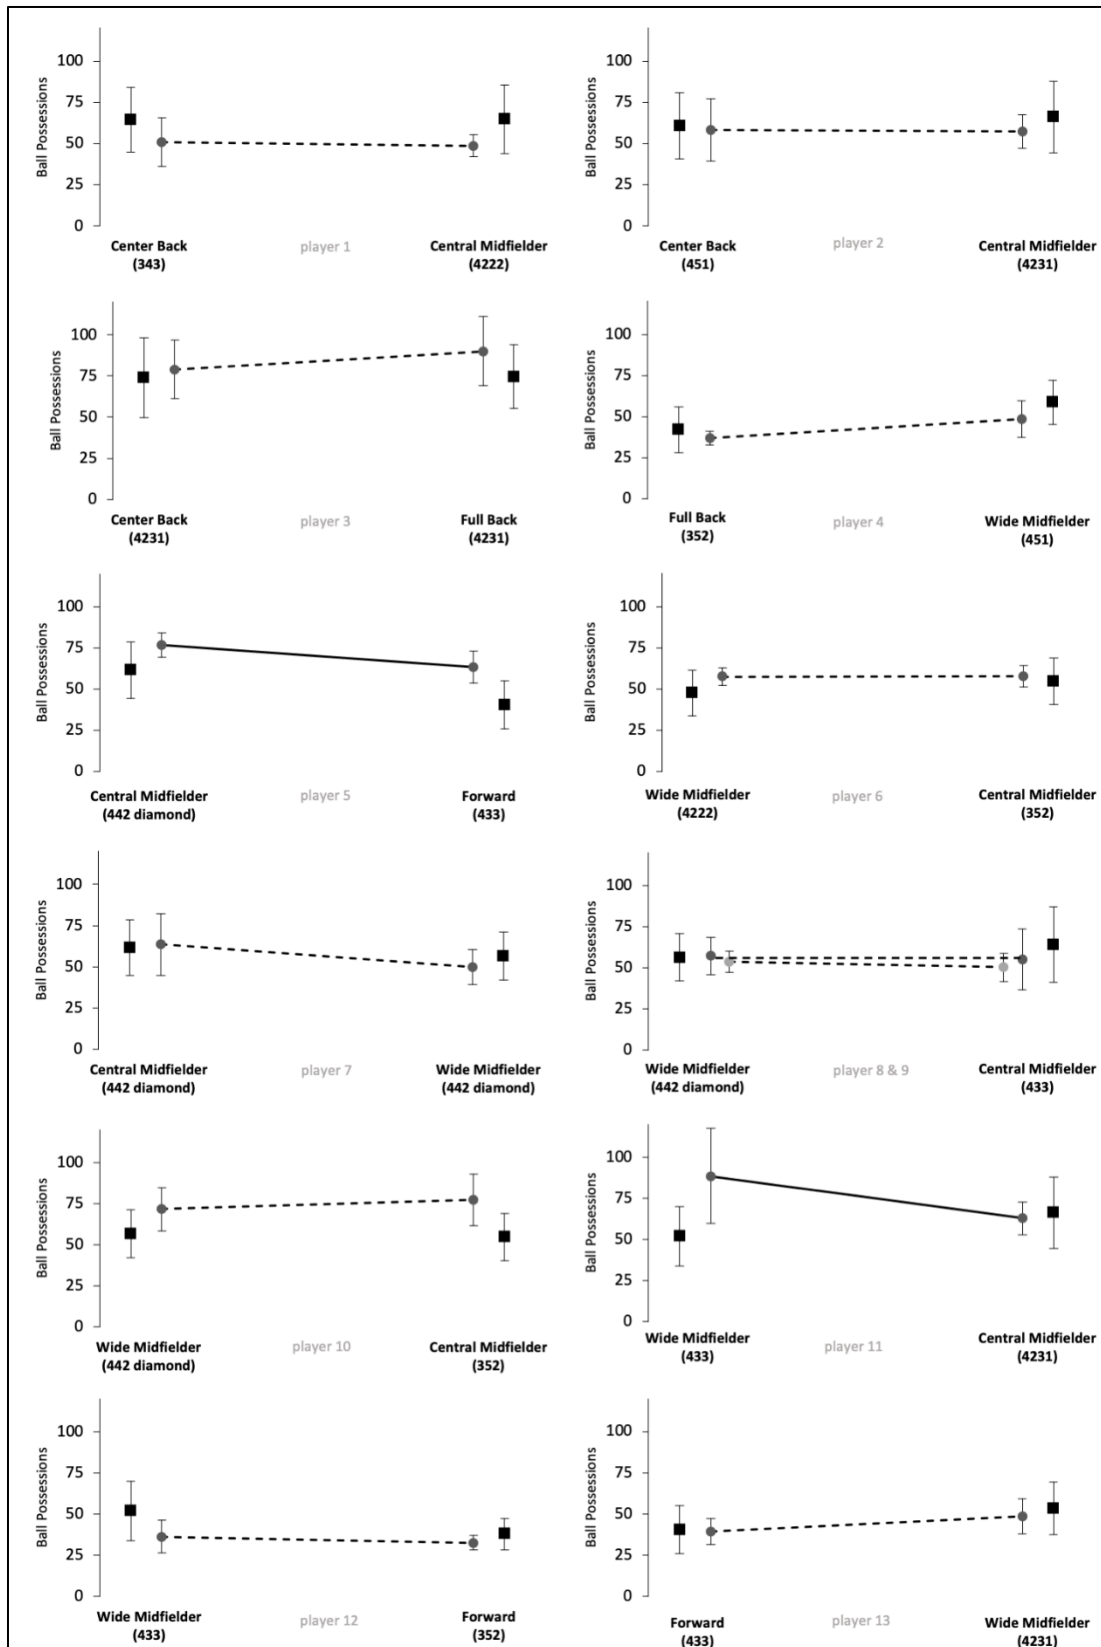 Ball Possessions
100
75
50
25
0
Center Back
(343)
player 1
Central Midfielder
(4222)
Ball Possessions
100
75
50
25
0
Center Back
(451)
player 2
Central Midfielder
(4231)
Ball Possessions
100
75
50
25
0
Center Back
(4231)
player 3
Full Back
(4231)
Ball Possessions
100
75
50
25
0
Full Back
(352)
player 4
Wide Midfielder
(451)
Ball Possessions
100
75
50
25
0
Central Midfielder
(442 diamond)
player 5
Forward
(433)
Ball Possessions
100
75
50
25
0
Wide Midfielder
(4222)
player 6
Central Midfielder
(352)
Ball Possessions
100
75
50
25
0
Central Midfielder
(442 diamond)
player 7
Wide Midfielder
(442 diamond)
Ball Possessions
100
75
50
25
0
Wide Midfielder
(442 diamond)
player 8 & 9
Central Midfielder
(433)
Ball Possessions
100
75
50
25
0
Wide Midfielder
(442 diamond)
player 10
Central Midfielder
(352)
Ball Possessions
100
75
50
25
0
Wide Midfielder
(433)
player 11
Central Midfielder
(4231)
Ball Possessions
100
75
50
25
0
Wide Midfielder
(433)
player 12
Forward
(352)
Ball Possessions
100
75
50
25
0
Forward
(433)
player 13
Wide Midfielder
(4231)